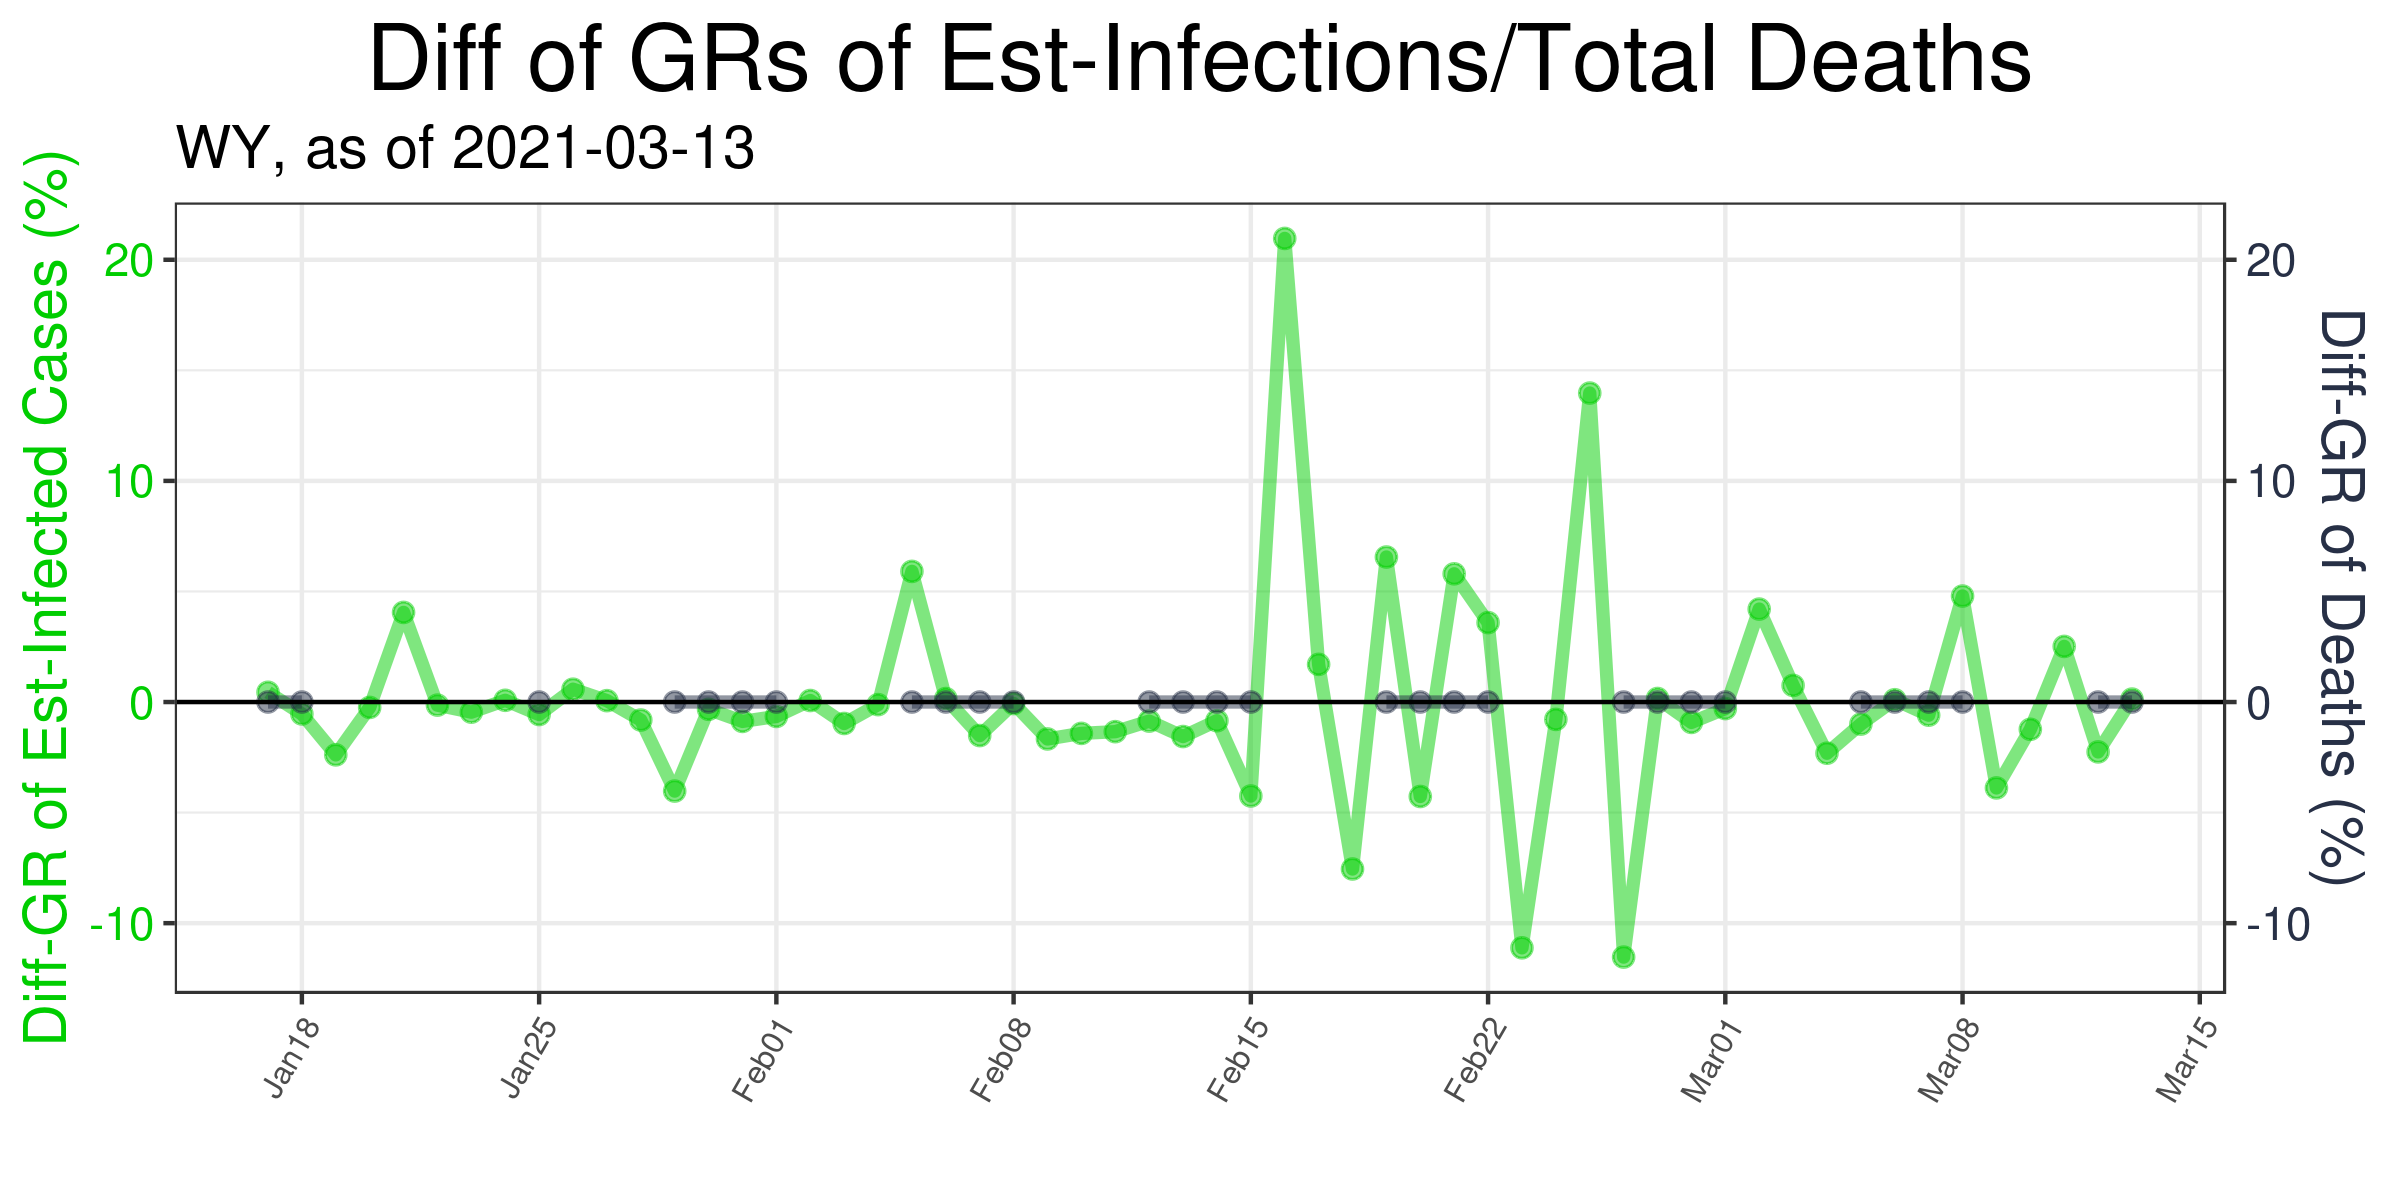 Diff of GRs of Est-Infections/Total Deaths
WY, as of 2021-03-13
Diff-GR of Est-Infected Cases (%)
20
10
0
-10
20
10
0
-10
Diff-GR of Deaths (%)
Jan18
Jan25
Feb01
Feb08
Feb15
Feb22
Mar01
Mar08
Mar15